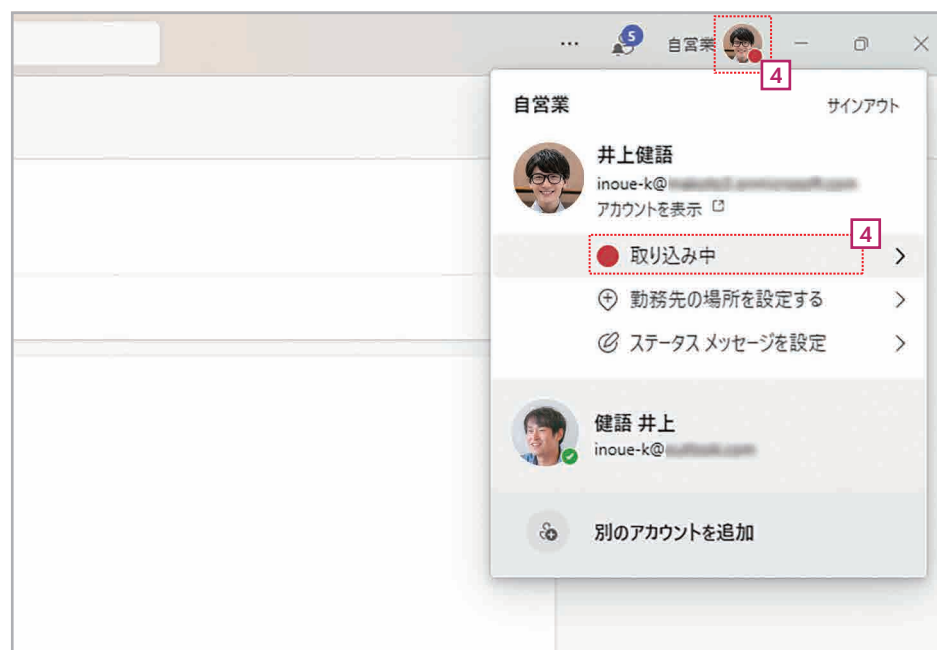 5
自営業
4
自営業
サインアウト
井上健語
inoue-k@
アカウントを表示
4
取り込み中
勤務先の場所を設定する
ステータス メッセージを設定
健語 井上
inoue-k@
別のアカウントを追加